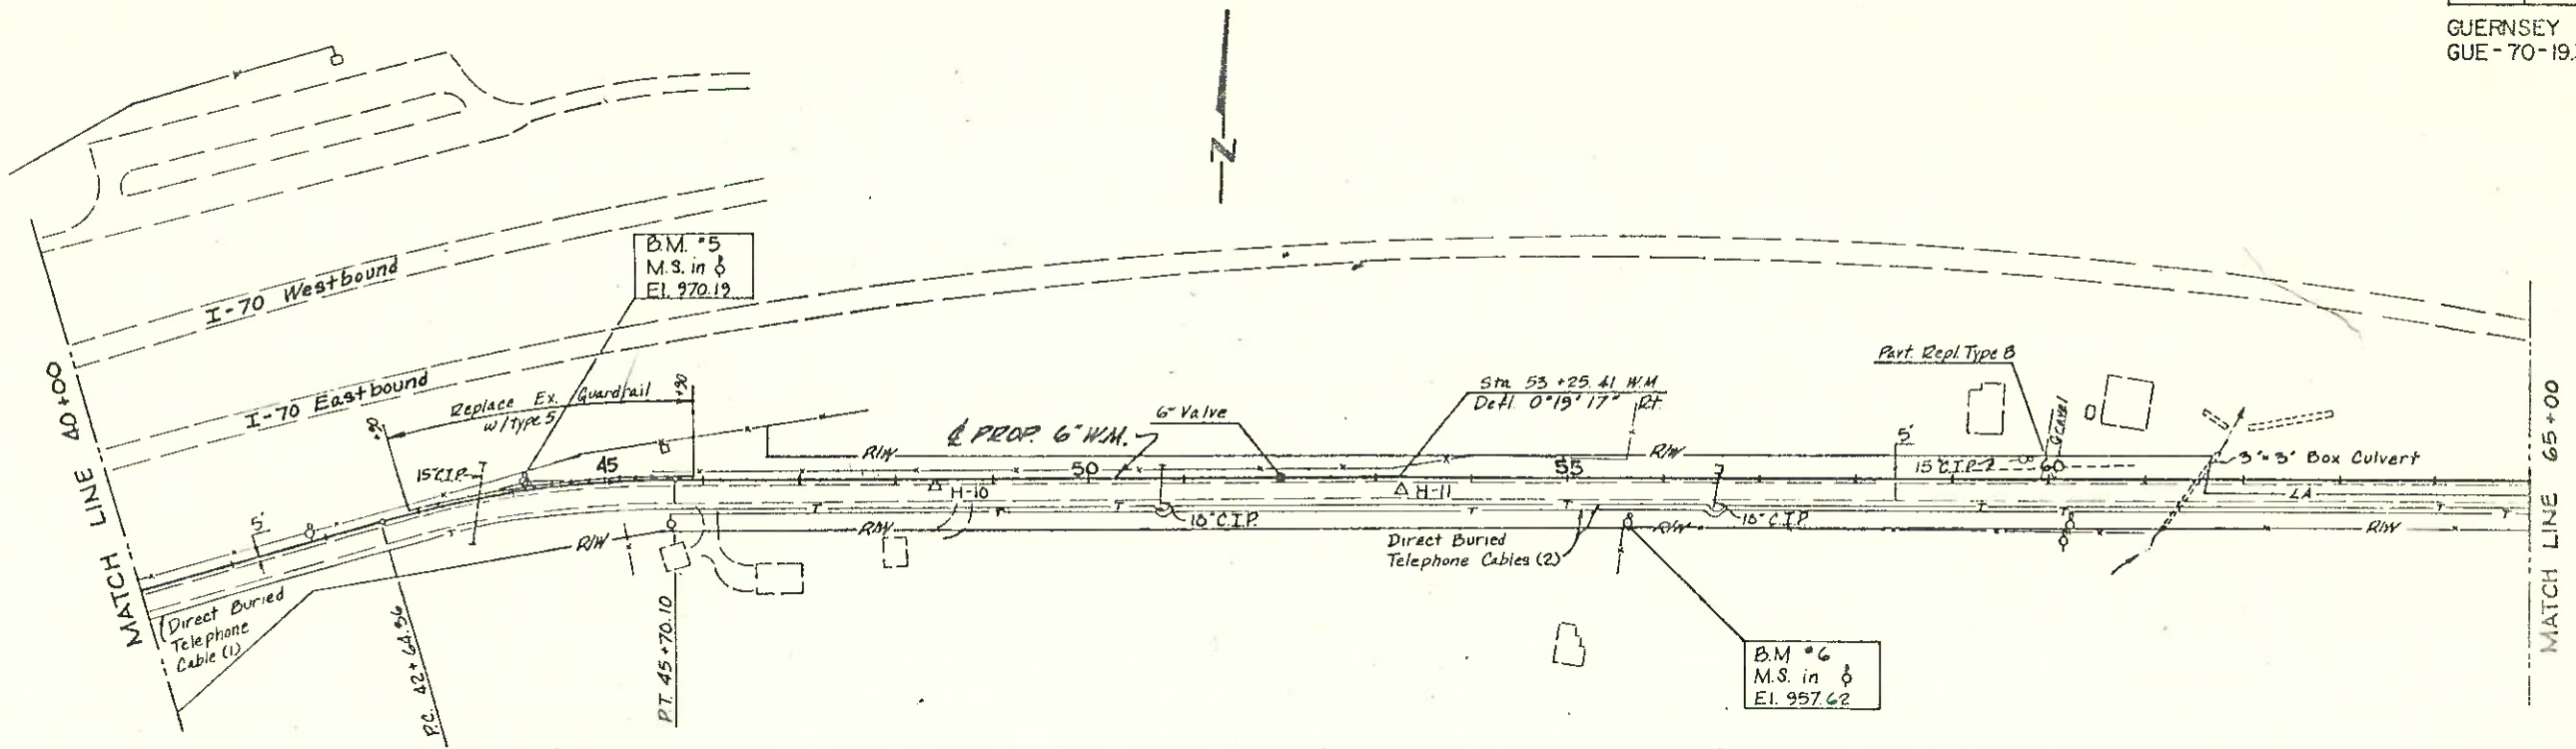 GUERNSEY
GUE-70-19.
N
B.M. #5
M.S. in
El. 970.19
I-70 Westbound
I-70 Eastbound
MATCH LINE 40+00
+90
Replace Ex. Guardrail
w/type 5
+90
15" C.I.P.
5'
45
R/W
℄ PROP. 6" W.M.
6" Valve
Sta 53+25.41 W.M
Defl. 0°19'17" Rt.
Part. Repl. Type B
R/W
50
55
R/W
5'
15" C.I.P.
60
Gravel
3'x3' Box Culvert
LA
MATCH LINE 65+00
H-10
H-11
T
T
T
T
T
T
T
T
R/W
R/W
18" C.I.P.
R/W
18" C.I.P.
R/W
Direct Buried
Telephone Cables (2)
Direct Buried
Telephone
Cable (1)
P.C. 42+64.36
P.T. 45+70.10
B.M #6
M.S. in
El. 957.62